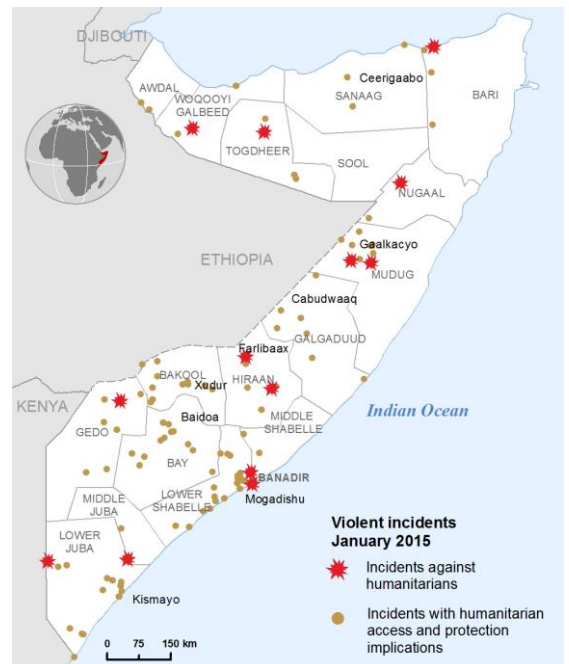 DJIBOUTI
AWDAL
WOQOOYI
GALBEED
TOGDHEER
Ceerigaabo
SANAAG
BARI
SOOL
NUGAAL
ETHIOPIA
Gaalkacyo
MUDUG
Cabudwaaq
GALGADUUD
Farlibaax
BAKOOL
Xudur
HIRAAN
KENYA
GEDO
Baidoa
MIDDLE
SHABELLE
Indian Ocean
BAY
BANADIR
MIDDLE
JUBA
LOWER
SHABELLE
Mogadishu
LOWER
JUBA
Kismayo
Violent incidents
January 2015
Incidents against
humanitarians
Incidents with humanitarian
access and protection
implications
0 75 150 km